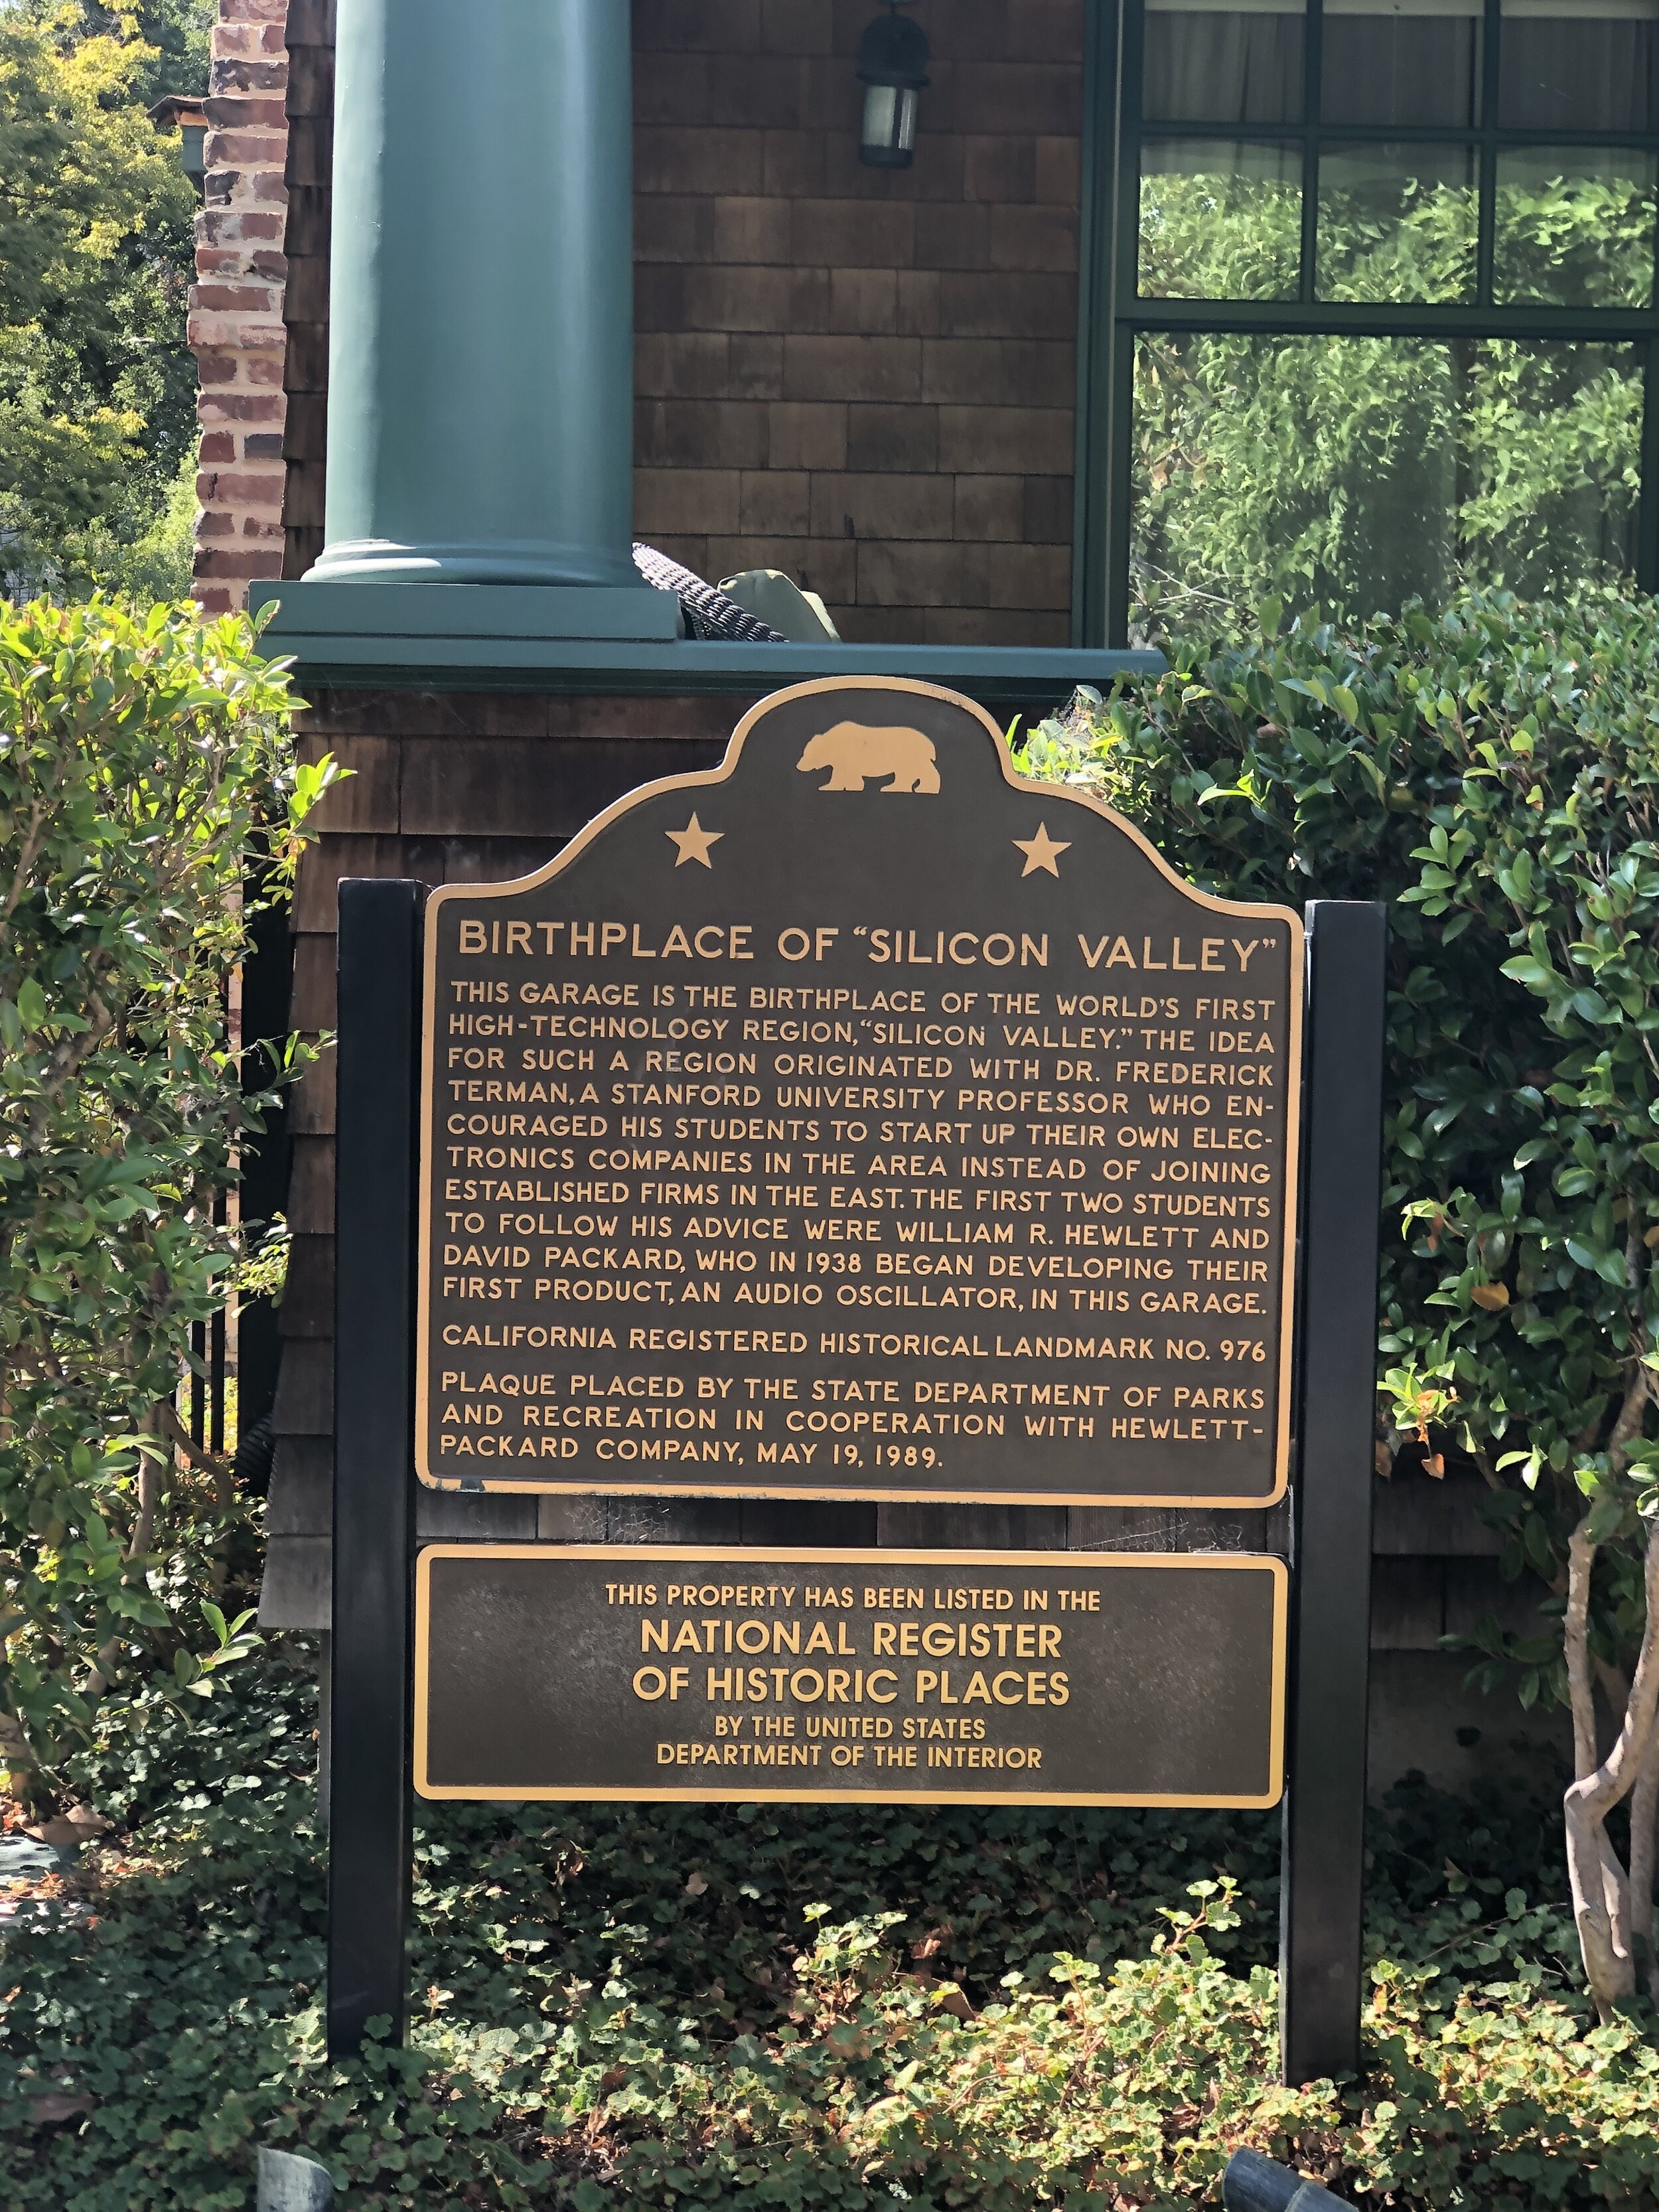 BIRTHPLACE OF “SILICON VALLEY”
THIS GARAGE IS THE BIRTHPLACE OF THE WORLD’S FIRST
HIGH-TECHNOLOGY REGION, “SILICON VALLEY.” THE IDEA
FOR SUCH A REGION ORIGINATED WITH DR. FREDERICK
TERMAN, A STANFORD UNIVERSITY PROFESSOR WHO EN-
COURAGED HIS STUDENTS TO START UP THEIR OWN ELEC-
TRONICS COMPANIES IN THE AREA INSTEAD OF JOINING
ESTABLISHED FIRMS IN THE EAST. THE FIRST TWO STUDENTS
TO FOLLOW HIS ADVICE WERE WILLIAM R. HEWLETT AND
DAVID PACKARD, WHO IN 1938 BEGAN DEVELOPING THEIR
FIRST PRODUCT, AN AUDIO OSCILLATOR, IN THIS GARAGE.
CALIFORNIA REGISTERED HISTORICAL LANDMARK NO. 976
PLAQUE PLACED BY THE STATE DEPARTMENT OF PARKS
AND RECREATION IN COOPERATION WITH HEWLETT-
PACKARD COMPANY, MAY 19, 1989.
THIS PROPERTY HAS BEEN LISTED IN THE
NATIONAL REGISTER
OF HISTORIC PLACES
BY THE UNITED STATES
DEPARTMENT OF THE INTERIOR